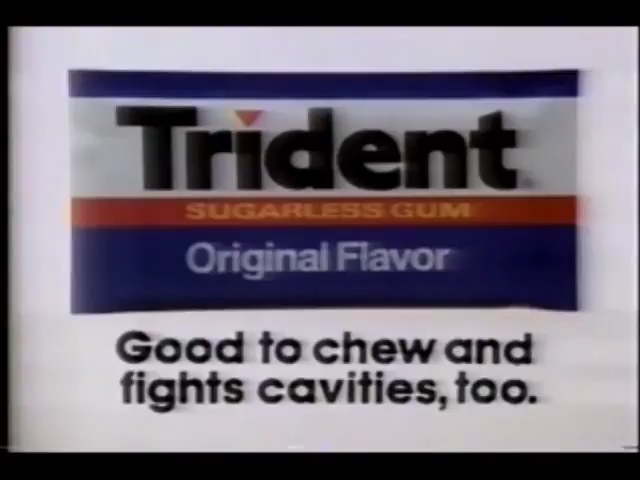 Trident
SUGARLESS GUM
Original Flavor
Good to chew and
fights cavities, too.